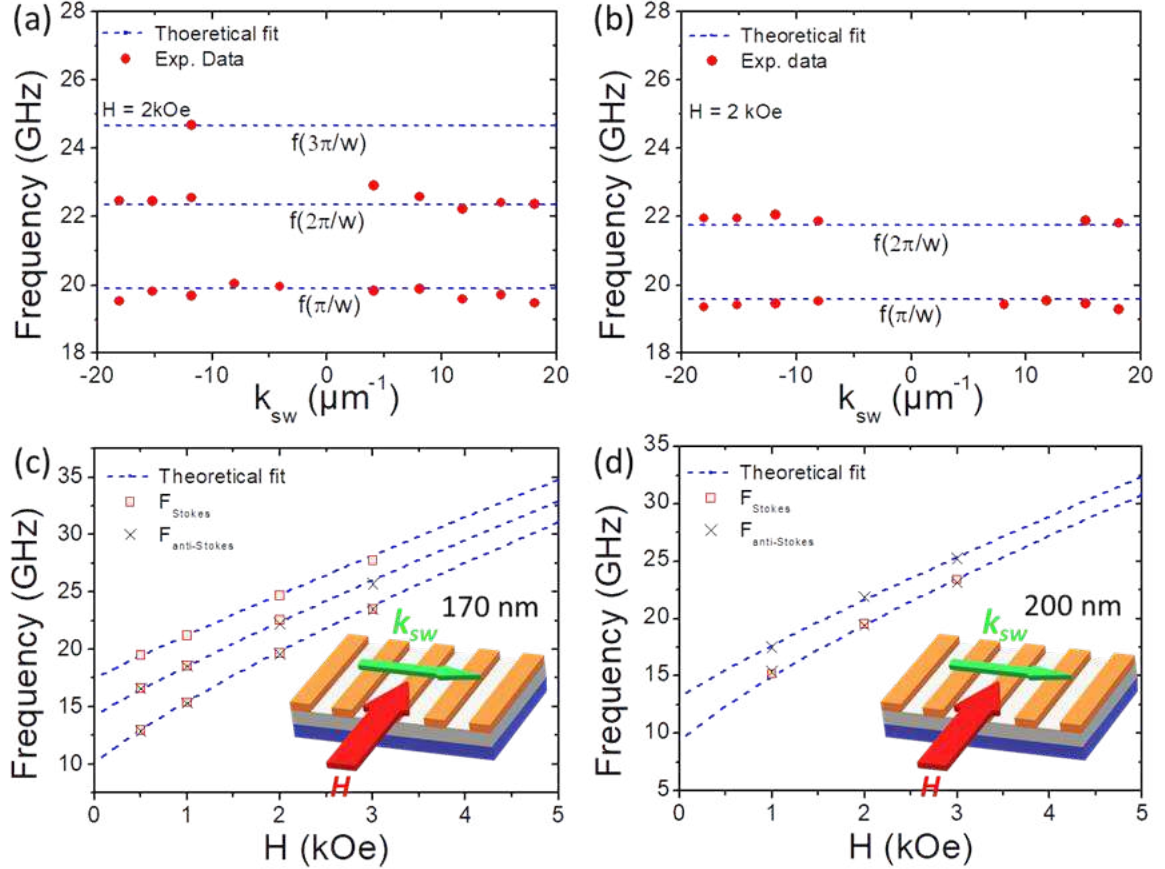 (a)
Thoeretical fit
Exp. Data
H = 2kOe
f(3π/w)
f(2π/w)
f(π/w)
Frequency (GHz)
28
26
24
22
20
18
-20 -10 0 10 20
k_sw (µm⁻¹)
(b)
Theoretical fit
Exp. data
H = 2 kOe
f(2π/w)
f(π/w)
Frequency (GHz)
28
26
24
22
20
18
-20 -10 0 10 20
k_sw (µm⁻¹)
(c)
Theoretical fit
F_Stokes
F_anti-Stokes
170 nm
k_sw
H
Frequency (GHz)
35
30
25
20
15
10
0 1 2 3 4 5
H (kOe)
(d)
Theoretical fit
F_Stokes
F_anti-Stokes
200 nm
k_sw
H
Frequency (GHz)
35
30
25
20
15
10
5
0 1 2 3 4 5
H (kOe)